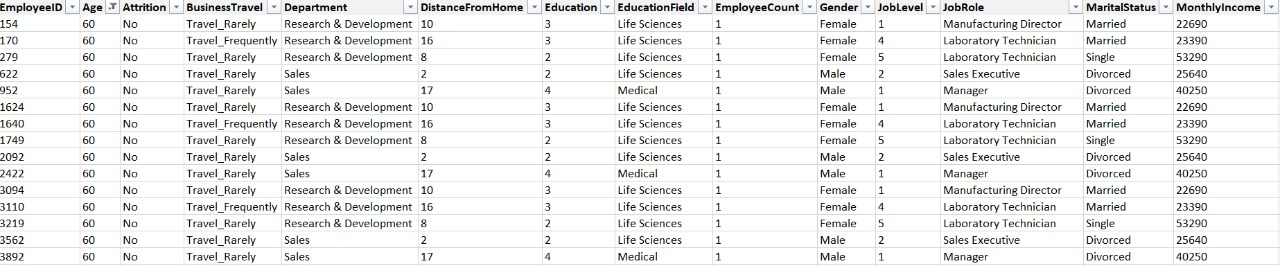 EmployeeID Age Attrition BusinessTravel Department DistanceFromHome Education EducationField EmployeeCount Gender JobLevel JobRole MaritalStatus MonthlyIncome
154 60 No Travel_Rarely Research & Development 10 3 Life Sciences 1 Female 1 Manufacturing Director Married 22690
170 60 No Travel_Frequently Research & Development 16 3 Life Sciences 1 Female 4 Laboratory Technician Married 23390
279 60 No Travel_Rarely Research & Development 8 2 Life Sciences 1 Female 5 Laboratory Technician Single 53290
622 60 No Travel_Rarely Sales 2 2 Life Sciences 1 Male 2 Sales Executive Divorced 25640
952 60 No Travel_Rarely Sales 17 4 Medical 1 Male 1 Manager Divorced 40250
1624 60 No Travel_Rarely Research & Development 10 3 Life Sciences 1 Female 1 Manufacturing Director Married 22690
1640 60 No Travel_Frequently Research & Development 16 3 Life Sciences 1 Female 4 Laboratory Technician Married 23390
1749 60 No Travel_Rarely Research & Development 8 2 Life Sciences 1 Female 5 Laboratory Technician Single 53290
2092 60 No Travel_Rarely Sales 2 2 Life Sciences 1 Male 2 Sales Executive Divorced 25640
2422 60 No Travel_Rarely Sales 17 4 Medical 1 Male 1 Manager Divorced 40250
3094 60 No Travel_Rarely Research & Development 10 3 Life Sciences 1 Female 1 Manufacturing Director Married 22690
3110 60 No Travel_Frequently Research & Development 16 3 Life Sciences 1 Female 4 Laboratory Technician Married 23390
3219 60 No Travel_Rarely Research & Development 8 2 Life Sciences 1 Female 5 Laboratory Technician Single 53290
3562 60 No Travel_Rarely Sales 2 2 Life Sciences 1 Male 2 Sales Executive Divorced 25640
3892 60 No Travel_Rarely Sales 17 4 Medical 1 Male 1 Manager Divorced 40250